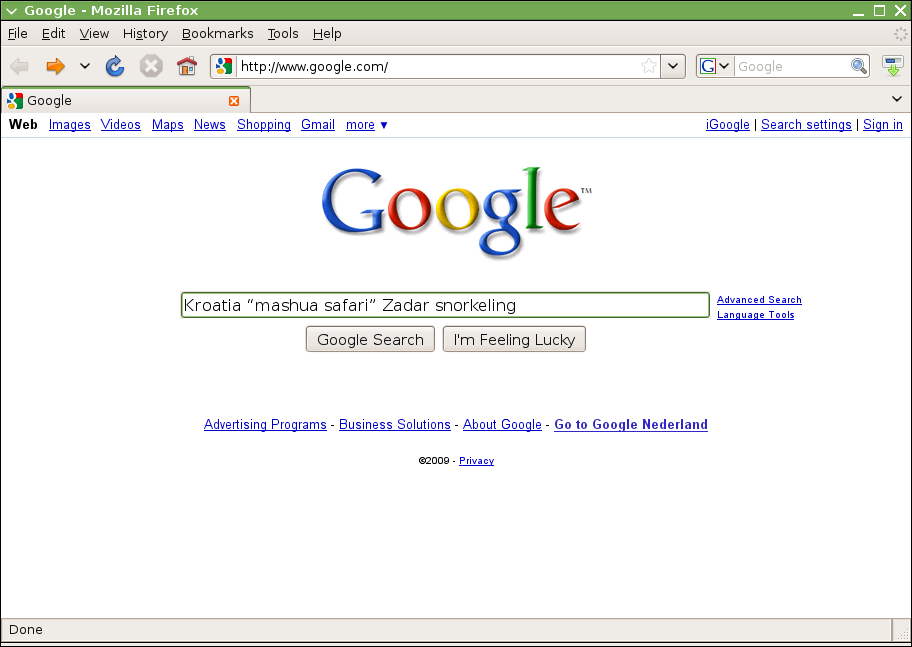 Google - Mozilla Firefox
File Edit View History Bookmarks Tools Help
http://www.google.com/ G Google
Google
Web Images Videos Maps News Shopping Gmail more ▼ iGoogle | Search settings | Sign in
Google™
Kroatia “mashua safari” Zadar snorkeling
Advanced Search
Language Tools
Google Search I'm Feeling Lucky
Advertising Programs - Business Solutions - About Google - Go to Google Nederland
©2009 - Privacy
Done